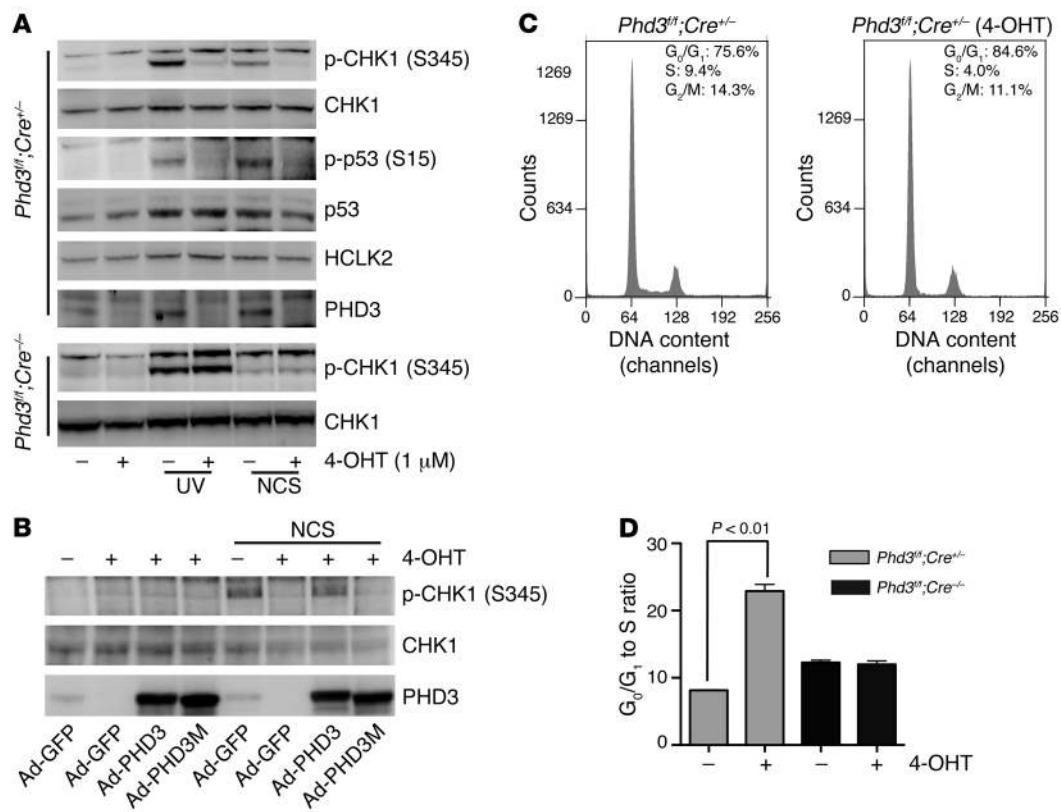 A
Phd3f/f;Cre+/–
p-CHK1 (S345)
CHK1
p-p53 (S15)
p53
HCLK2
PHD3
Phd3f/f;Cre–/–
p-CHK1 (S345)
CHK1
– + – + – + 4-OHT (1 μM)
UV NCS
B
NCS
– + + + – + + + 4-OHT
p-CHK1 (S345)
CHK1
PHD3
Ad-GFP Ad-GFP Ad-PHD3 Ad-PHD3M Ad-GFP Ad-GFP Ad-PHD3 Ad-PHD3M
C
Phd3f/f;Cre+/–
G0/G1: 75.6%
S: 9.4%
G2/M: 14.3%
Counts
1269
1269
634
0
0 64 128 192 256
DNA content
(channels)
Phd3f/f;Cre+/– (4-OHT)
G0/G1: 84.6%
S: 4.0%
G2/M: 11.1%
Counts
1269
1269
634
0
0 64 128 192 256
DNA content
(channels)
D
P < 0.01
G0/G1 to S ratio
30
20
10
0
– + – + 4-OHT
Phd3f/f;Cre+/–
Phd3f/f;Cre–/–